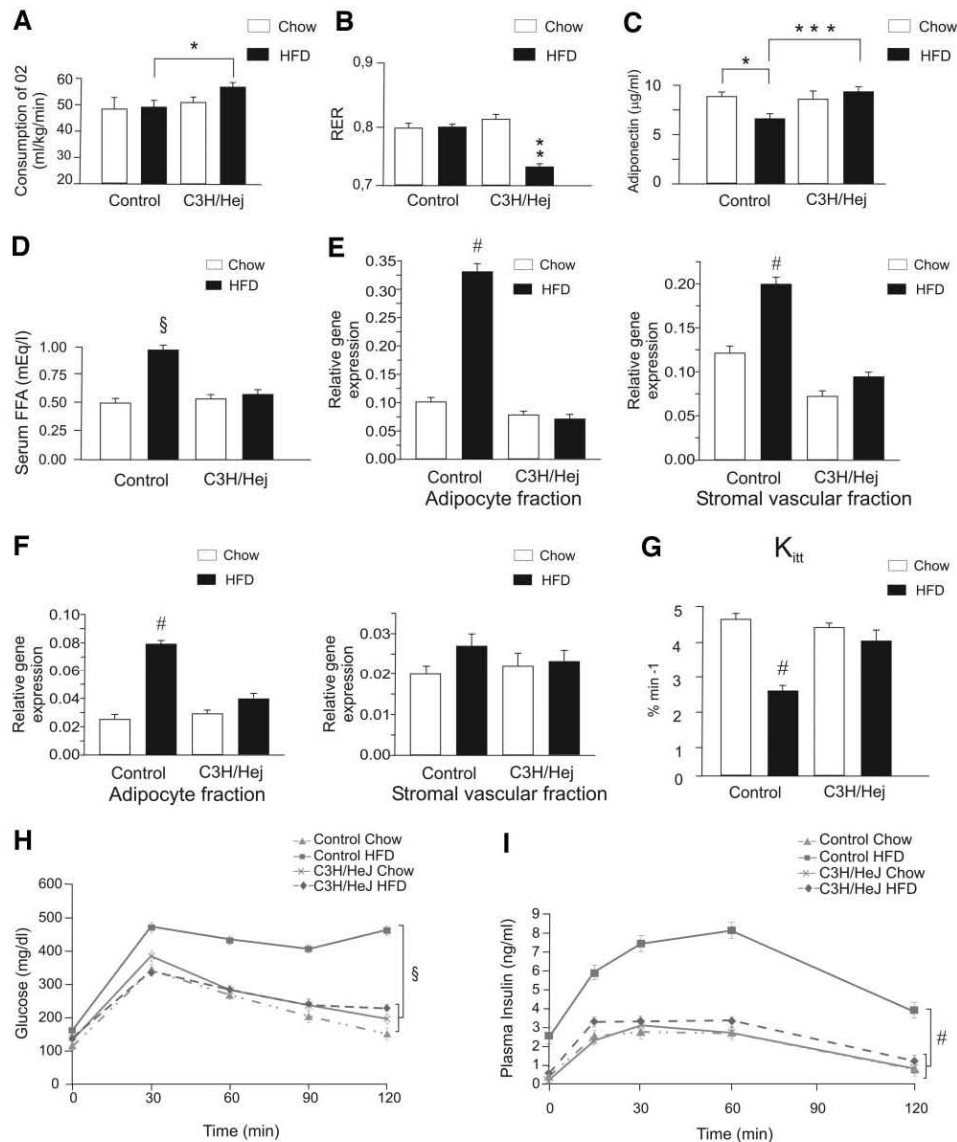 A
Chow
HFD
*
Consumption of 02
(ml/kg/min)
60
50
40
30
20
Control C3H/Hej
B
Chow
HFD
RER
0,9
0,8
0,7
**
Control C3H/Hej
C
Chow
HFD
* * *
*
Adiponectin (µg/ml)
10
5
0
Control C3H/Hej
D
Chow
HFD
§
Serum FFA (mEq/l)
1.00
0.75
0.50
0.25
0.00
Control C3H/Hej
E
Chow
HFD
#
Relative gene
expression
0.35
0.30
0.25
0.20
0.15
0.10
0.05
0.00
Control C3H/Hej
Adipocyte fraction
Chow
HFD
#
Relative gene
expression
0.20
0.15
0.10
0.05
0.00
Control C3H/Hej
Stromal vascular fraction
F
Chow
HFD
#
Relative gene
expression
0.10
0.08
0.06
0.04
0.02
0.00
Control C3H/Hej
Adipocyte fraction
Chow
HFD
Relative gene
expression
0.03
0.02
0.01
0.00
Control C3H/Hej
Stromal vascular fraction
G
Kitt
Chow
HFD
#
% min -1
5
4
3
2
1
0
Control C3H/Hej
H
Control Chow
Control HFD
C3H/HeJ Chow
C3H/HeJ HFD
§
Glucose (mg/dl)
600
500
400
300
200
100
0
0 30 60 90 120
Time (min)
I
Control Chow
Control HFD
C3H/HeJ Chow
C3H/HeJ HFD
#
Plasma Insulin (ng/ml)
9
8
7
6
5
4
3
2
1
0
0 30 60 90 120
Time (min)